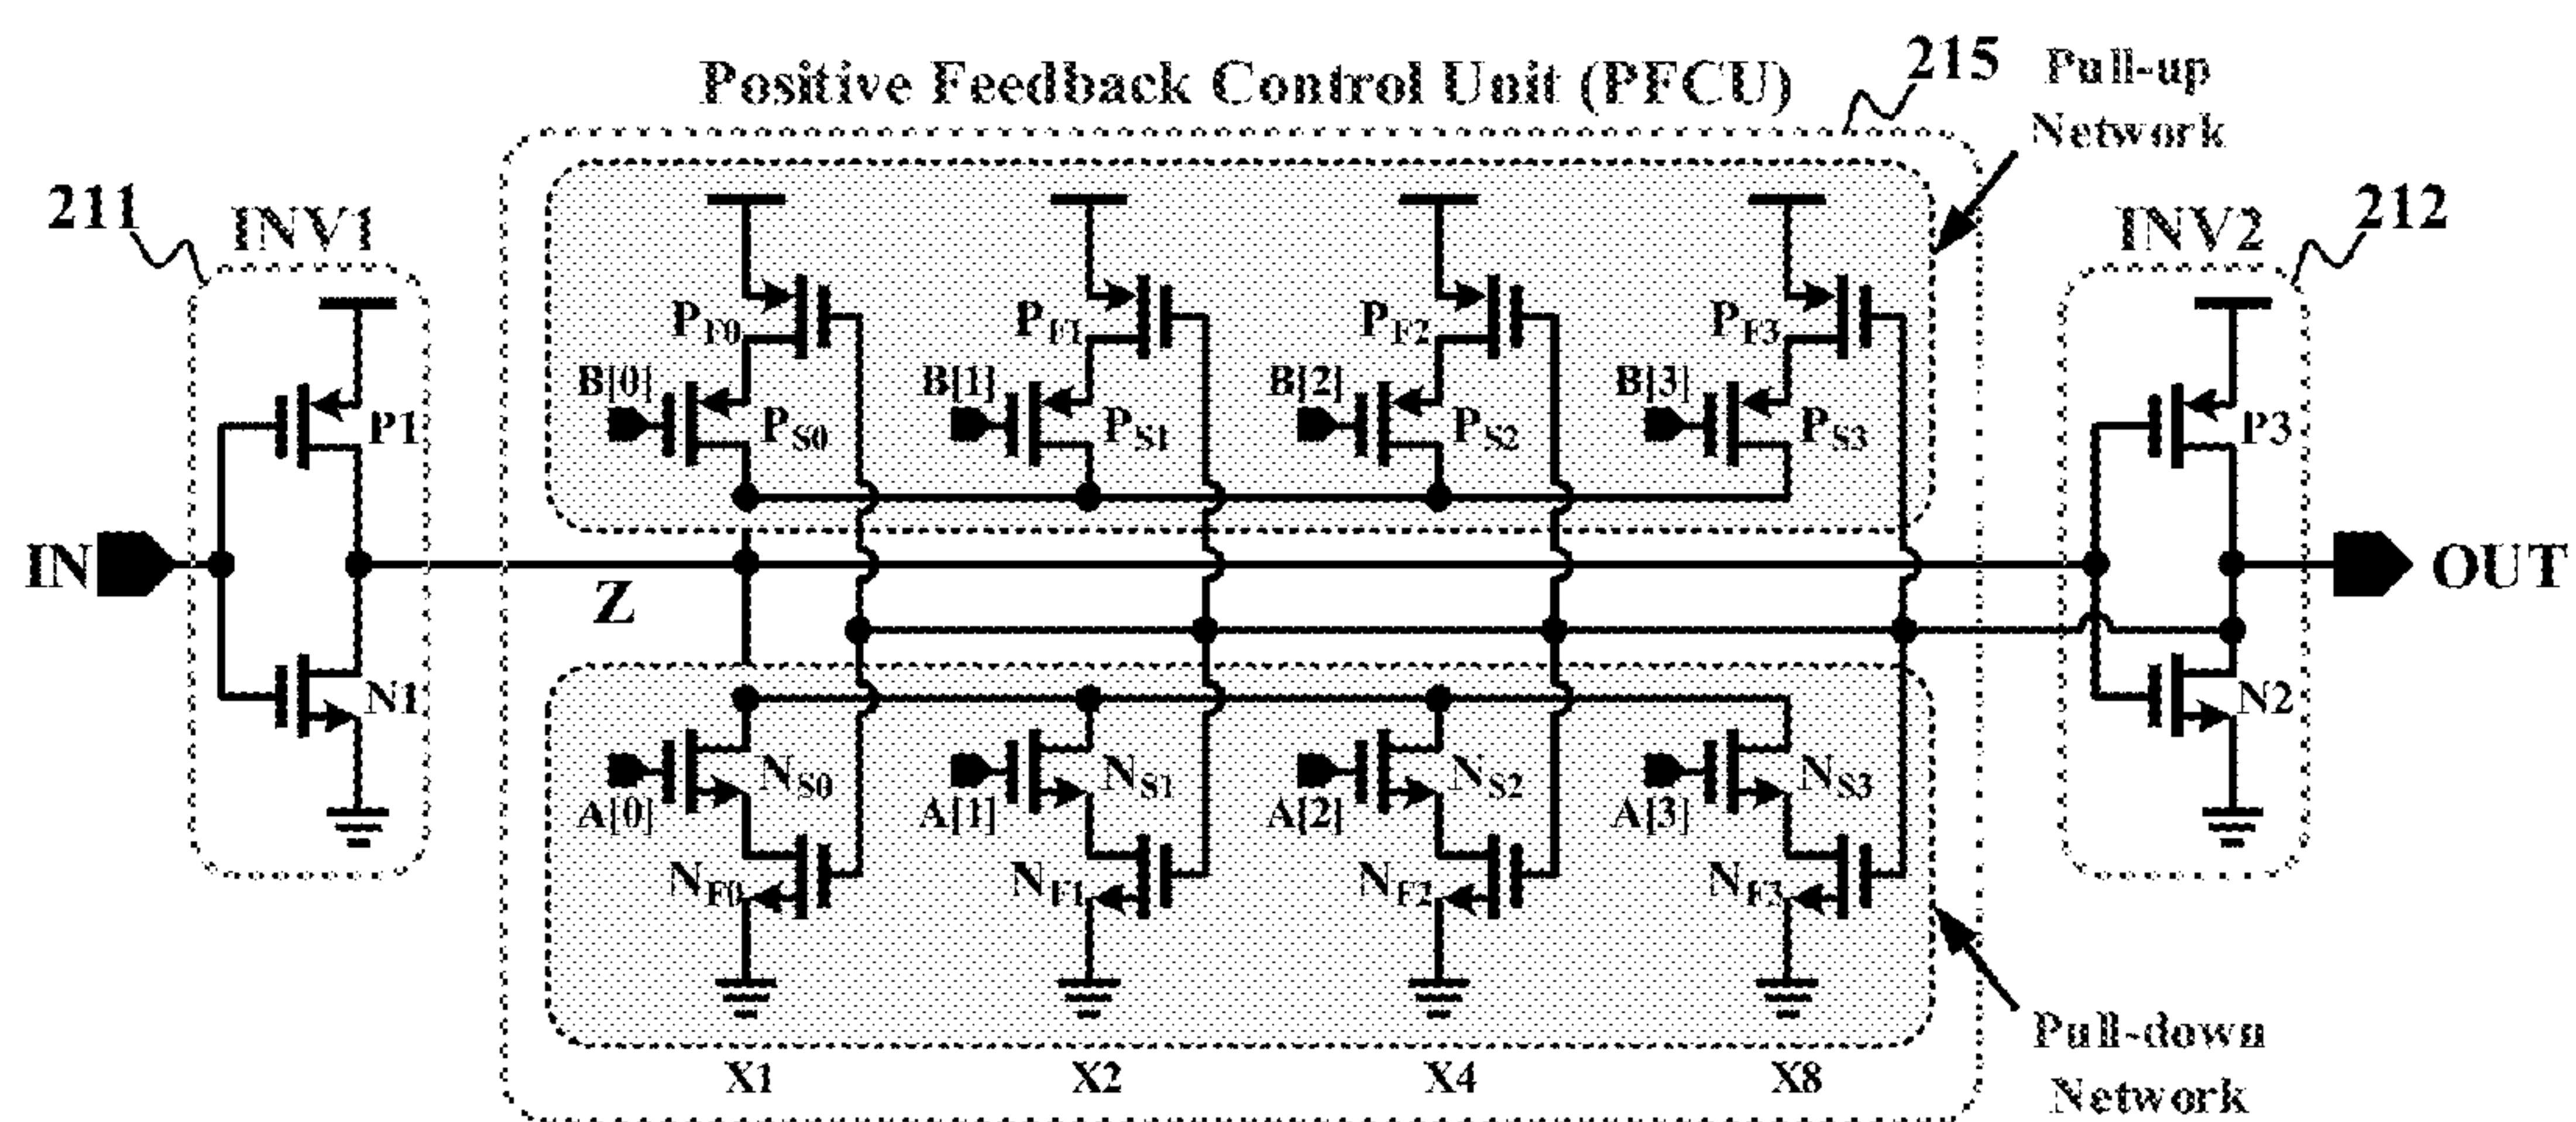 Positive Feedback Control Unit (PFCU)
215
Pull-up
Network
211
INV1
INV2
212
P1
N1
IN
Z
P3
N2
OUT
PF0
PF1
PF2
PF3
B[0]
B[1]
B[2]
B[3]
PS0
PS1
PS2
PS3
NS0
NS1
NS2
NS3
A[0]
A[1]
A[2]
A[3]
NF0
NF1
NF2
NF3
X1
X2
X4
X8
Pull-down
Network